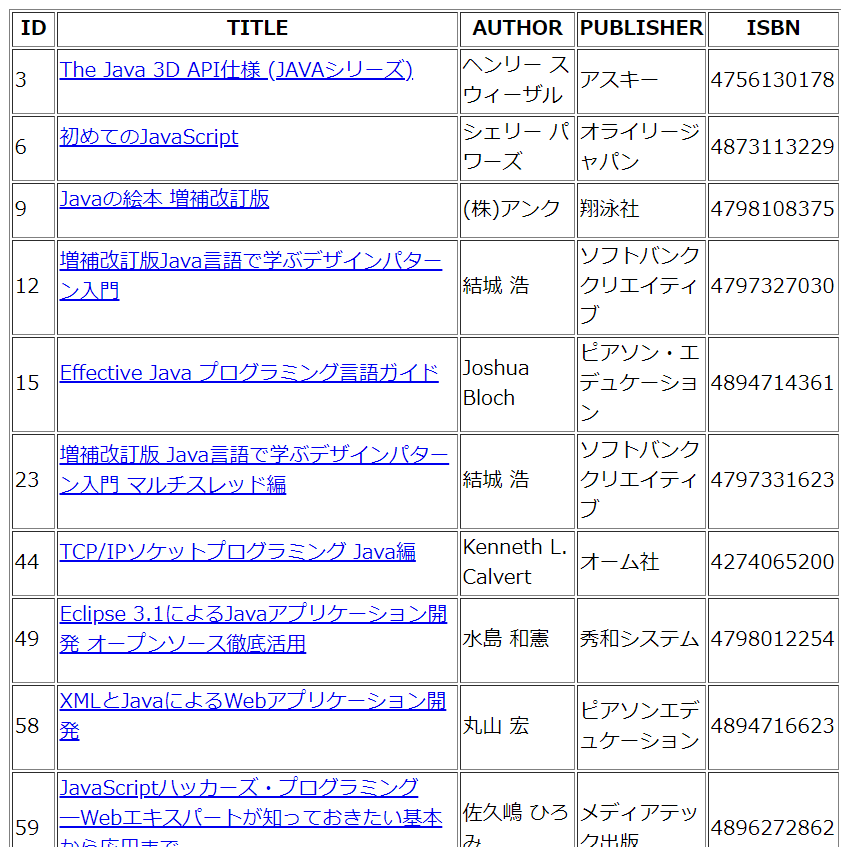 ID TITLE AUTHOR PUBLISHER ISBN
3 The Java 3D API仕様 (JAVAシリーズ) ヘンリー スウィーザル アスキー 4756130178
6 初めてのJavaScript シェリー パワーズ オライリージャパン 4873113229
9 Javaの絵本 増補改訂版 (株)アンク 翔泳社 4798108375
12 増補改訂版Java言語で学ぶデザインパターン入門 結城 浩 ソフトバンククリエイティブ 4797327030
15 Effective Java プログラミング言語ガイド Joshua Bloch ピアソン・エデュケーション 4894714361
23 増補改訂版 Java言語で学ぶデザインパターン入門 マルチスレッド編 結城 浩 ソフトバンククリエイティブ 4797331623
44 TCP/IPソケットプログラミング Java編 Kenneth L. Calvert オーム社 4274065200
49 Eclipse 3.1によるJavaアプリケーション開発 オープンソース徹底活用 水島 和憲 秀和システム 4798012254
58 XMLとJavaによるWebアプリケーション開発 丸山 宏 ピアソンエデュケーション 4894716623
59 JavaScriptハッカーズ・プログラミング―Webエキスパートが知っておきたい基本から応用まで 佐久嶋 ひろみ メディアテック出版 4896272862